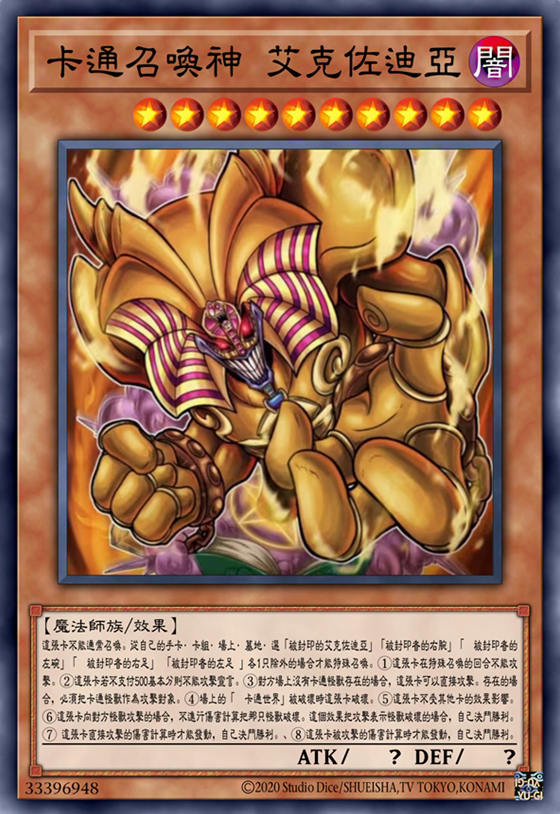 卡通召喚神 艾克佐迪亞 闇
【魔法師族/效果】
這張卡不能通常召喚。從自己的手卡·卡組·場上·墓地·選「被封印的艾克佐迪亞」「被封印者的右腕」「 被封印者的
左碗」「 被封印者的右足」「被封印者的左足」各1只除外的場合才能特殊召喚。①這張卡在特殊召喚的回合不能攻
擊。②這張卡若不支付500基本分則不能攻擊宣言。③對方場上沒有卡通怪獸存在的場合,這張卡可以直接攻擊。存在的場
合,必須把卡通怪獸作為攻擊對象。④場上的「 卡通世界」被破壞時這張卡破壞。⑤這張卡不受其他卡的效果影響。
⑥這張卡向對方怪獸攻擊的場合,不進行傷害計算把那只怪獸破壞。這個效果把攻擊表示怪獸破壞的場合,自己決鬥勝利。
⑦ 這張卡直接攻擊的傷害計算時才能發動,自己決鬥勝利。、⑧這張卡被攻擊的傷害計算時才能發動,自己決鬥勝利。
ATK/ ? DEF/ ?
33396948 ©2020 Studio Dice/SHUEISHA,TV TOKYO,KONAMI